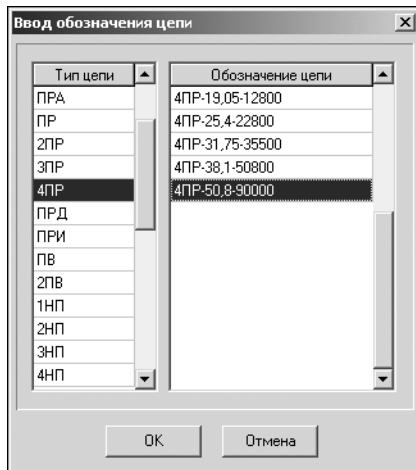 Ввод обозначения цепи
Тип цепи
ПРА
ПР
2ПР
3ПР
4ПР
ПРД
ПРИ
ПВ
2ПВ
1НП
2НП
3НП
4НП
Обозначение цепи
4ПР-19,05-12800
4ПР-25,4-22800
4ПР-31,75-35500
4ПР-38,1-50800
4ПР-50,8-90000
OK
Отмена